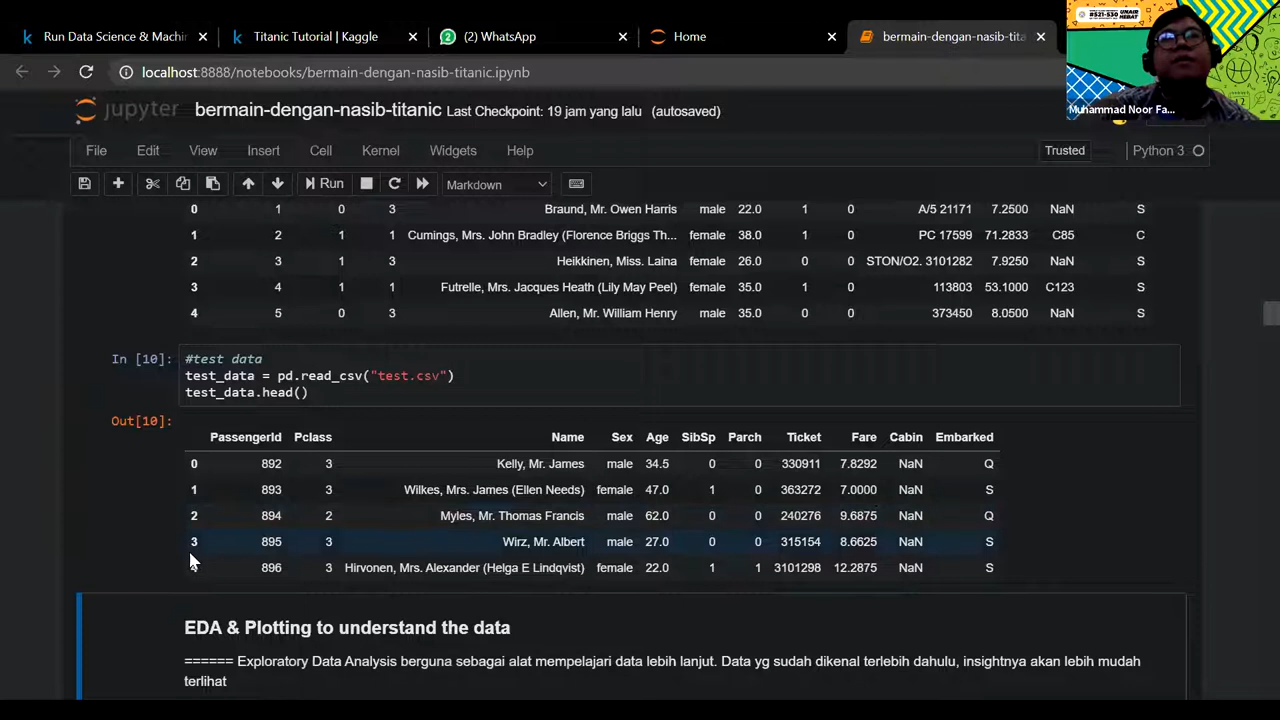 Run Data Science & Machin
Titanic Tutorial | Kaggle
(2) WhatsApp
Home
bermain-dengan-nasib-tita
#521-530
UNAIR
HEBAT
localhost:8888/notebooks/bermain-dengan-nasib-titanic.ipynb
Muhammad Noor Fa...
jupyter bermain-dengan-nasib-titanic Last Checkpoint: 19 jam yang lalu (autosaved)
File Edit View Insert Cell Kernel Widgets Help Trusted Python 3
Run Markdown
0 1 0 3 Braund, Mr. Owen Harris male 22.0 1 0 A/5 21171 7.2500 NaN S
1 2 1 1 Cumings, Mrs. John Bradley (Florence Briggs Th... female 38.0 1 0 PC 17599 71.2833 C85 C
2 3 1 3 Heikkinen, Miss. Laina female 26.0 0 0 STON/O2. 3101282 7.9250 NaN S
3 4 1 1 Futrelle, Mrs. Jacques Heath (Lily May Peel) female 35.0 1 0 113803 53.1000 C123 S
4 5 0 3 Allen, Mr. William Henry male 35.0 0 0 373450 8.0500 NaN S
In [10]: #test data
test_data = pd.read_csv("test.csv")
test_data.head()
Out[10]:
PassengerId Pclass Name Sex Age SibSp Parch Ticket Fare Cabin Embarked
0 892 3 Kelly, Mr. James male 34.5 0 0 330911 7.8292 NaN Q
1 893 3 Wilkes, Mrs. James (Ellen Needs) female 47.0 1 0 363272 7.0000 NaN S
2 894 2 Myles, Mr. Thomas Francis male 62.0 0 0 240276 9.6875 NaN Q
3 895 3 Wirz, Mr. Albert male 27.0 0 0 315154 8.6625 NaN S
896 3 Hirvonen, Mrs. Alexander (Helga E Lindqvist) female 22.0 1 1 3101298 12.2875 NaN S
EDA & Plotting to understand the data
====== Exploratory Data Analysis berguna sebagai alat mempelajari data lebih lanjut. Data yg sudah dikenal terlebih dahulu, insightnya akan lebih mudah
terlihat